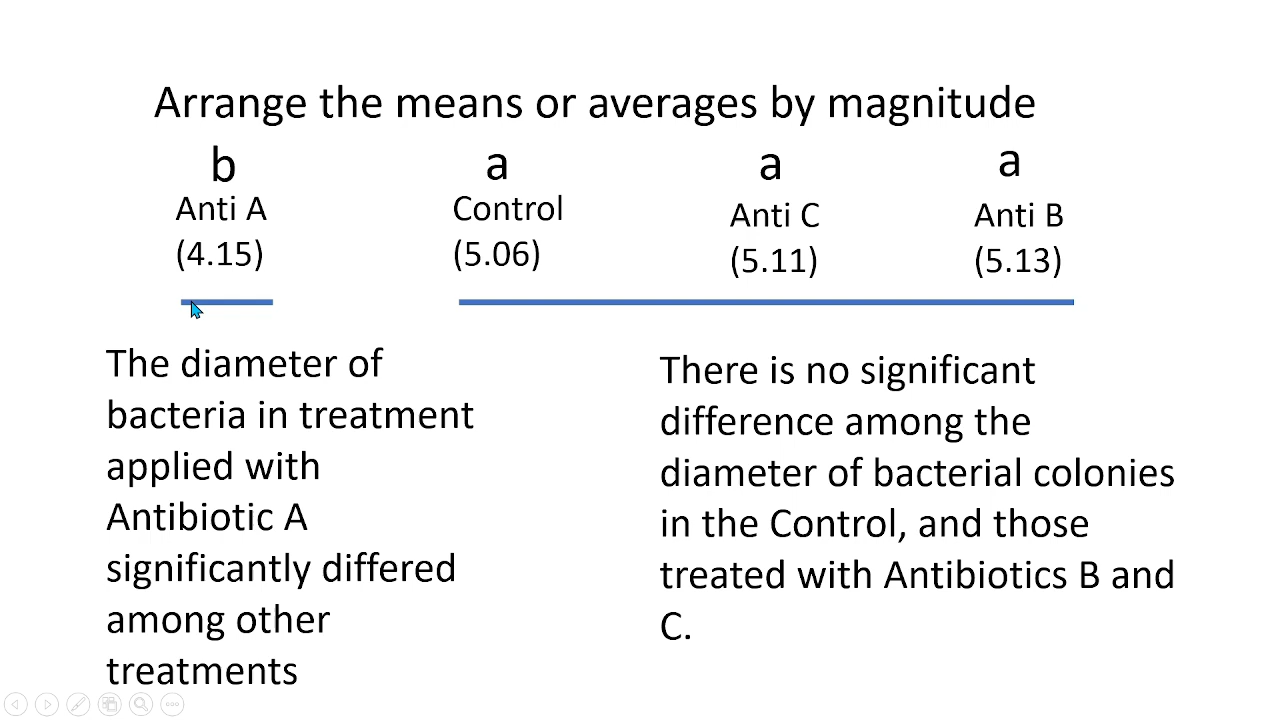 Arrange the means or averages by magnitude
b a a a
Anti A Control Anti C Anti B
(4.15) (5.06) (5.11) (5.13)
The diameter of
bacteria in treatment
applied with
Antibiotic A
significantly differed
among other
treatments
There is no significant
difference among the
diameter of bacterial colonies
in the Control, and those
treated with Antibiotics B and
C.